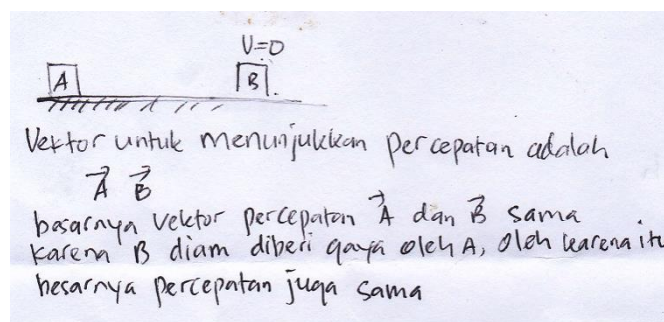 V=0
A B
Vektor untuk menunjukkan percepatan adalah
A⃗ B⃗
basarnya vektor percepatan A⃗ dan B⃗ sama
karena B diam diberi gaya oleh A, oleh karena itu
besarnya percepatan juga sama